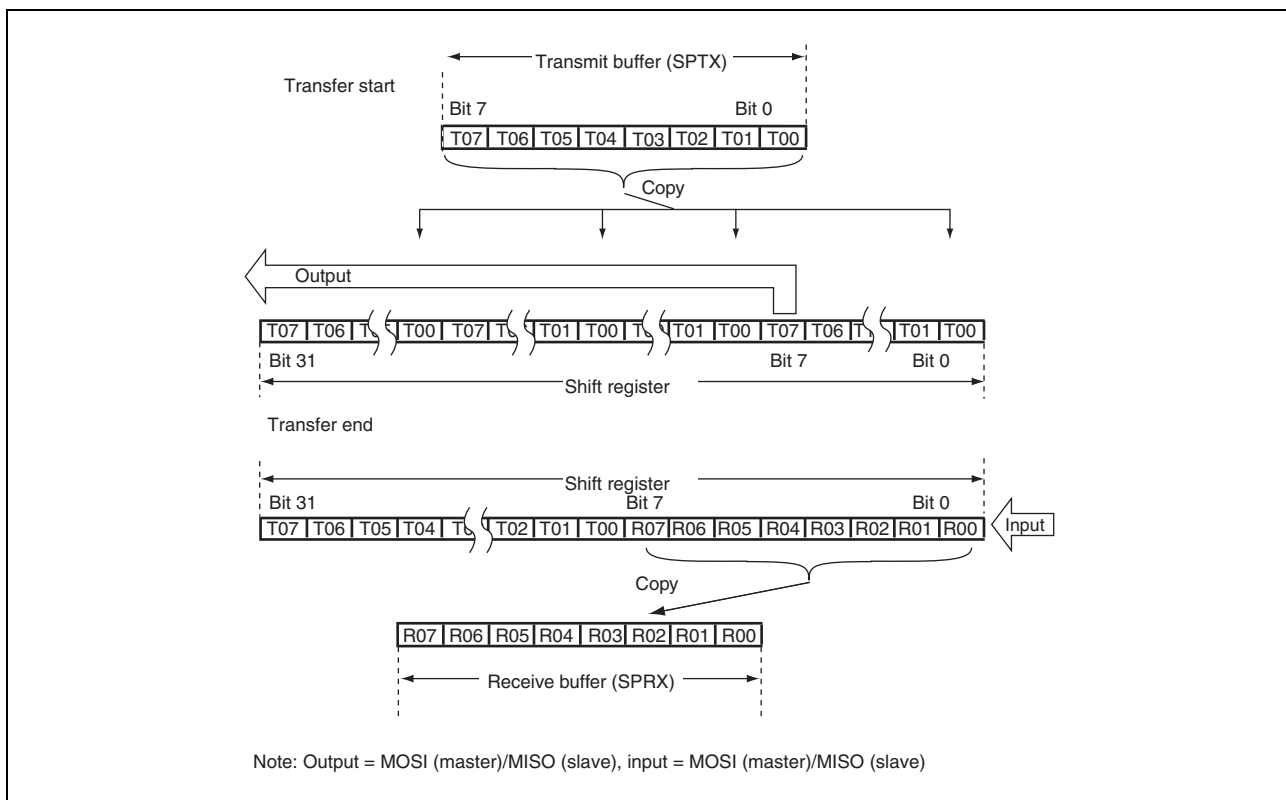 Transmit buffer (SPTX)
Transfer start
Bit 7 Bit 0
T07 T06 T05 T04 T03 T02 T01 T00
Copy
Output
T07 T06 T00 T07 T01 T00 T01 T00 T07 T06 T01 T00
Bit 31 Bit 7 Bit 0
Shift register
Transfer end
Shift register
Bit 31 Bit 7 Bit 0
T07 T06 T05 T04 T02 T01 T00 R07 R06 R05 R04 R03 R02 R01 R00 Input
Copy
R07 R06 R05 R04 R03 R02 R01 R00
Receive buffer (SPRX)
Note: Output = MOSI (master)/MISO (slave), input = MOSI (master)/MISO (slave)